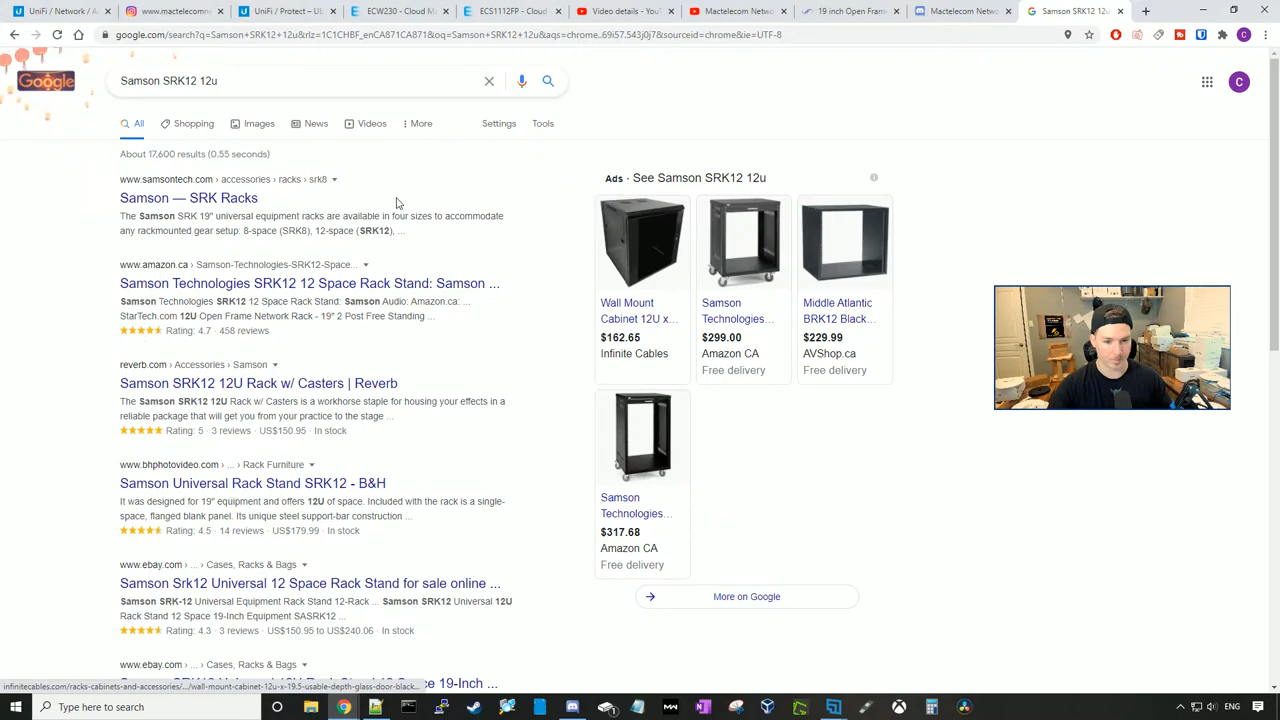 UniFi / Network / A
www.mactelecomn
UniFi / Protect – U
ECW230 - Cloud M
ECS1112FP - Cloud
Video details - YouT
Mactelecom Netwo
19 inch Open Frame
Mactelecom Netwo
Samson SRK12 12
google.com/search?q=Samson+SRK12+12u&rlz=1C1CHBF_enCA871CA871&oq=Samson+SRK12+12u&aqs=chrome..69i57.543j0j7&sourceid=chrome&ie=UTF-8
C
Google
Samson SRK12 12u
C
All
Shopping
Images
News
Videos
More
Settings
Tools
About 17,600 results (0.55 seconds)
www.samsontech.com › accessories › racks › srk8
Samson — SRK Racks
The Samson SRK 19" universal equipment racks are available in four sizes to accommodate
any rackmounted gear setup: 8-space (SRK8), 12-space (SRK12), ...
www.amazon.ca › Samson-Technologies-SRK12-Space...
Samson Technologies SRK12 12 Space Rack Stand: Samson ...
Samson Technologies SRK12 12 Space Rack Stand: Samson Audio: Amazon.ca: ...
StarTech.com 12U Open Frame Network Rack - 19" 2 Post Free Standing ...
Rating: 4.7 · 458 reviews
reverb.com › Accessories › Samson
Samson SRK12 12U Rack w/ Casters | Reverb
The Samson SRK12 12U Rack w/ Casters is a workhorse staple for housing your effects in a
reliable package that will get you from your practice to the stage ...
Rating: 5 · 3 reviews · US$150.95 · In stock
www.bhphotovideo.com › ... › Rack Furniture
Samson Universal Rack Stand SRK12 - B&H
It was designed for 19" equipment and offers 12U of space. Included with the rack is a single-
space, flanged blank panel. Its unique steel support-bar construction ...
Rating: 4.5 · 14 reviews · US$179.99 · In stock
www.ebay.com › ... › Cases, Racks & Bags
Samson Srk12 Universal 12 Space Rack Stand for sale online ...
Samson SRK-12 Universal Equipment Rack Stand 12-Rack ... Samson SRK12 Universal 12U
Rack Stand 12 Space 19-Inch Equipment SASRK12 ...
Rating: 4.3 · 3 reviews · US$150.95 to US$240.06 · In stock
www.ebay.com › ... › Cases, Racks & Bags
Space 19-Inch ...
Ads · See Samson SRK12 12u
Wall Mount
Cabinet 12U x...
$162.65
Infinite Cables
Samson
Technologies...
$299.00
Amazon CA
Free delivery
Middle Atlantic
BRK12 Black...
$229.99
AVShop.ca
Free delivery
Samson
Technologies...
$317.68
Amazon CA
Free delivery
More on Google
infinitecables.com/racks-cabinets-and-accessories/.../wall-mount-cabinet-12u-x-19.5-usable-depth-glass-door-black...
Type here to search
ENG